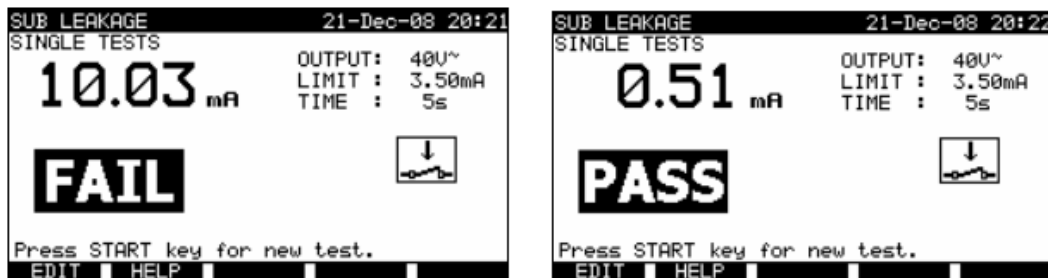 SUB LEAKAGE 21-Dec-08 20:21
SINGLE TESTS
10.03 mA
OUTPUT: 40V~
LIMIT : 3.50mA
TIME : 5s
FAIL
Press START key for new test.
EDIT HELP
SUB LEAKAGE 21-Dec-08 20:22
SINGLE TESTS
0.51 mA
OUTPUT: 40V~
LIMIT : 3.50mA
TIME : 5s
PASS
Press START key for new test.
EDIT HELP